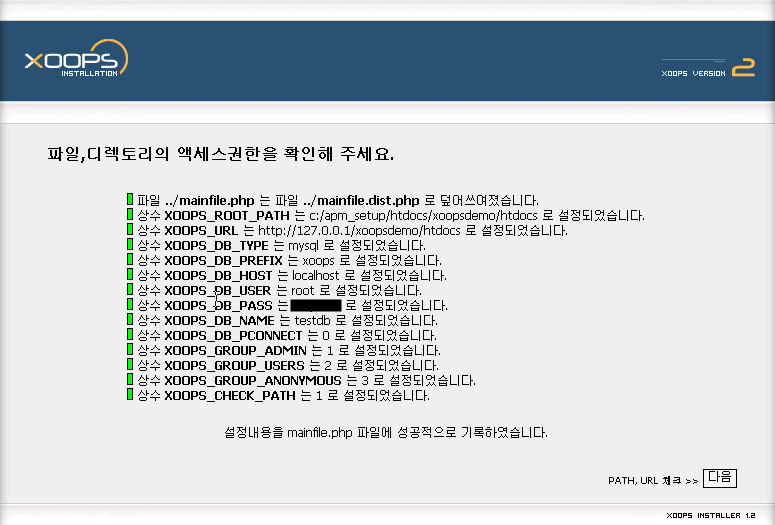 XOOPS
INSTALLATION
XOOPS VERSION 2
파일,디렉토리의 액세스권한을 확인해 주세요.
파일 ../mainfile.php 는 파일 ../mainfile.dist.php 로 덮어쓰여졌습니다.
상수 XOOPS_ROOT_PATH 는 c:/apm_setup/htdocs/xoopsdemo/htdocs 로 설정되었습니다.
상수 XOOPS_URL 는 http://127.0.0.1/xoopsdemo/htdocs 로 설정되었습니다.
상수 XOOPS_DB_TYPE 는 mysql 로 설정되었습니다.
상수 XOOPS_DB_PREFIX 는 xoops 로 설정되었습니다.
상수 XOOPS_DB_HOST 는 localhost 로 설정되었습니다.
상수 XOOPS_DB_USER 는 root 로 설정되었습니다.
상수 XOOPS_DB_PASS 는 로 설정되었습니다.
상수 XOOPS_DB_NAME 는 testdb 로 설정되었습니다.
상수 XOOPS_DB_PCONNECT 는 0 로 설정되었습니다.
상수 XOOPS_GROUP_ADMIN 는 1 로 설정되었습니다.
상수 XOOPS_GROUP_USERS 는 2 로 설정되었습니다.
상수 XOOPS_GROUP_ANONYMOUS 는 3 로 설정되었습니다.
상수 XOOPS_CHECK_PATH 는 1 로 설정되었습니다.
설정내용을 mainfile.php 파일에 성공적으로 기록하였습니다.
PATH, URL 체크 >> 다음
XOOPS INSTALLER 1.2